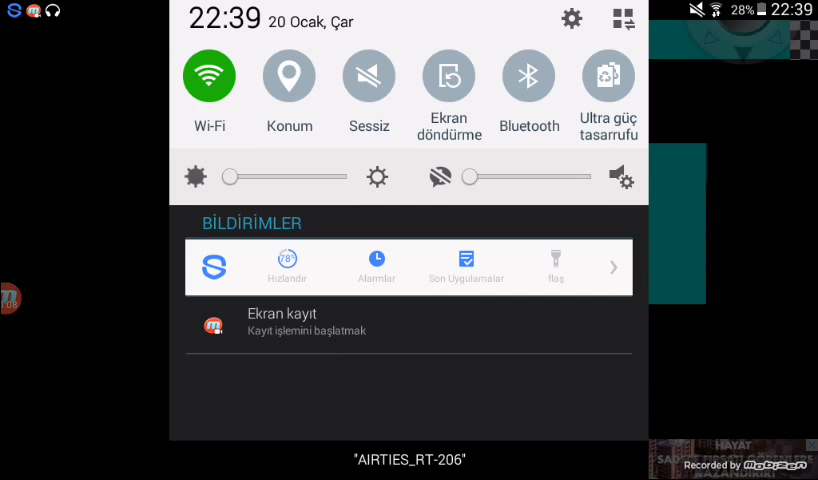 28% 22:39
22:39 20 Ocak, Çar
Wi-Fi
Konum
Sessiz
Ekran
döndürme
Bluetooth
Ultra güç
tasarrufu
BİLDİRİMLER
78%
Hızlandır
Alarmlar
Son Uygulamalar
flaş
Ekran kayıt
Kayıt işlemini başlatmak
"AIRTIES_RT-206"
HAYAT
Recorded by MOBIZEN